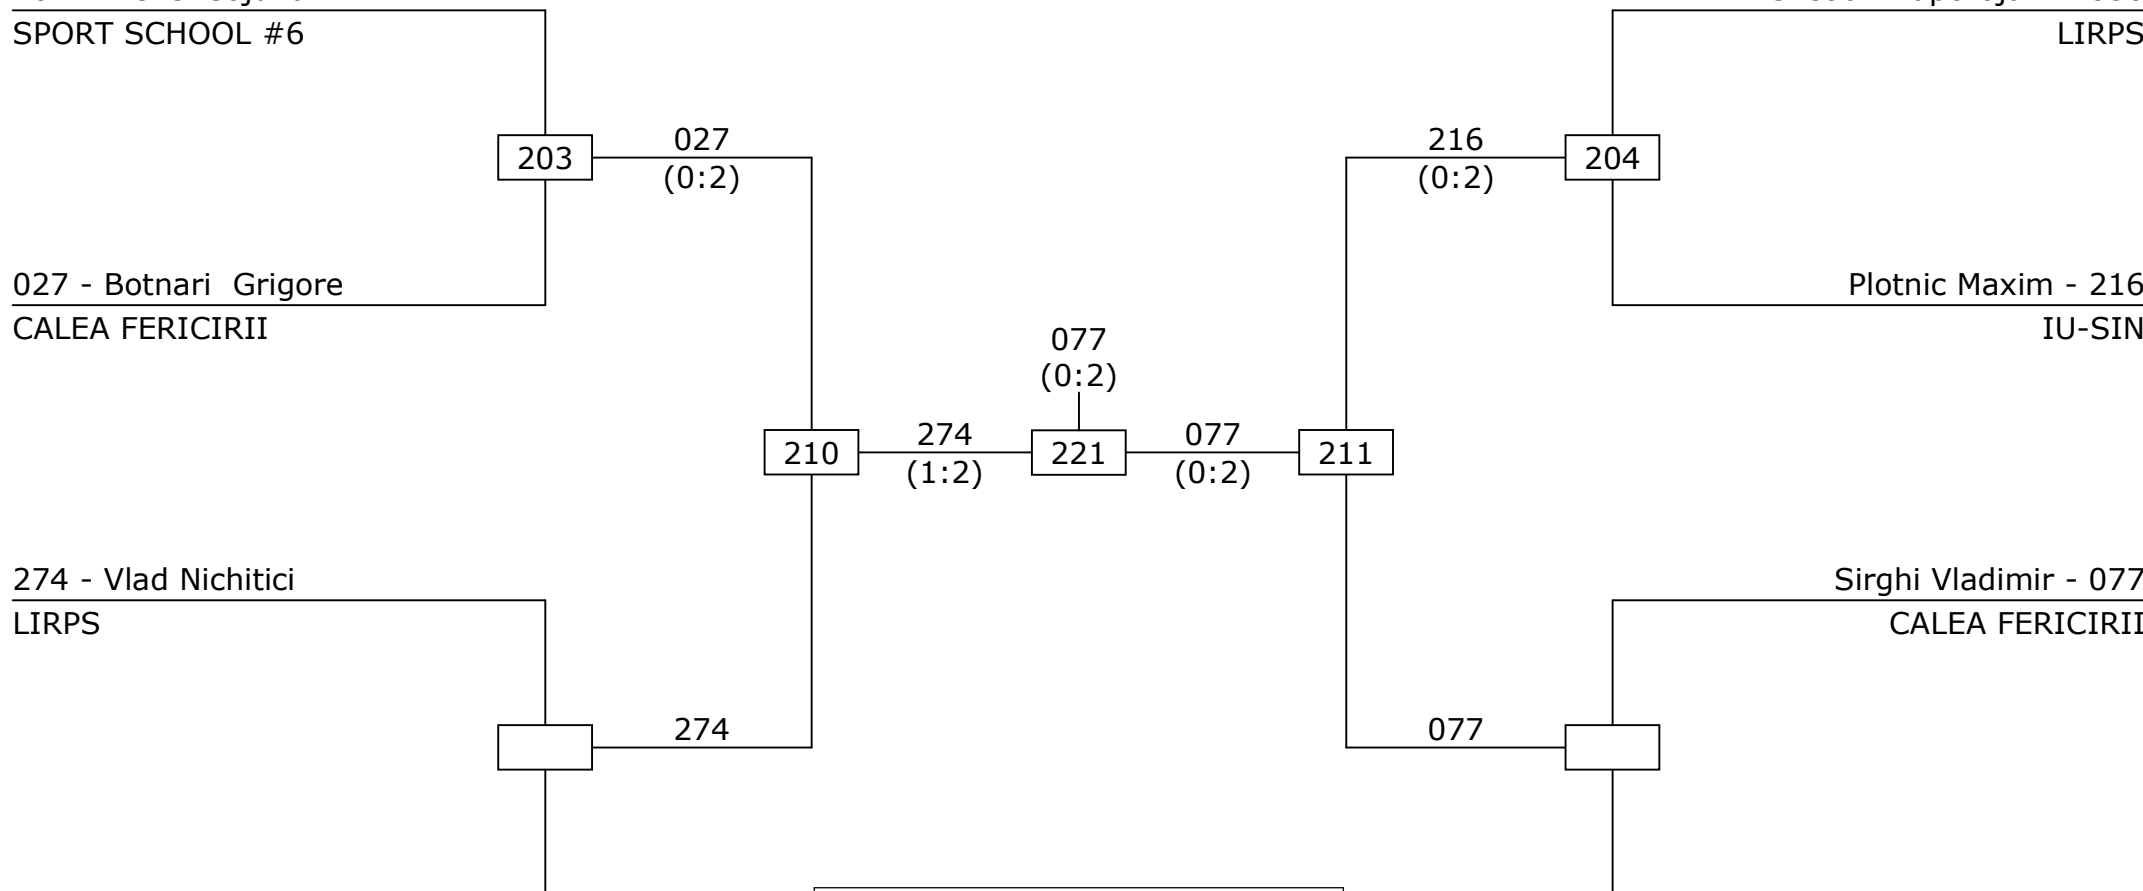 SPORT SCHOOL #6
LIRPS
203
027
(0:2)
216
(0:2)
204
027 - Botnari  Grigore
CALEA FERICIRII
Plotnic Maxim - 216
IU-SIN
077
(0:2)
210
274
(1:2)
221
077
(0:2)
211
274 - Vlad Nichitici
LIRPS
Sirghi Vladimir - 077
CALEA FERICIRII
274
077